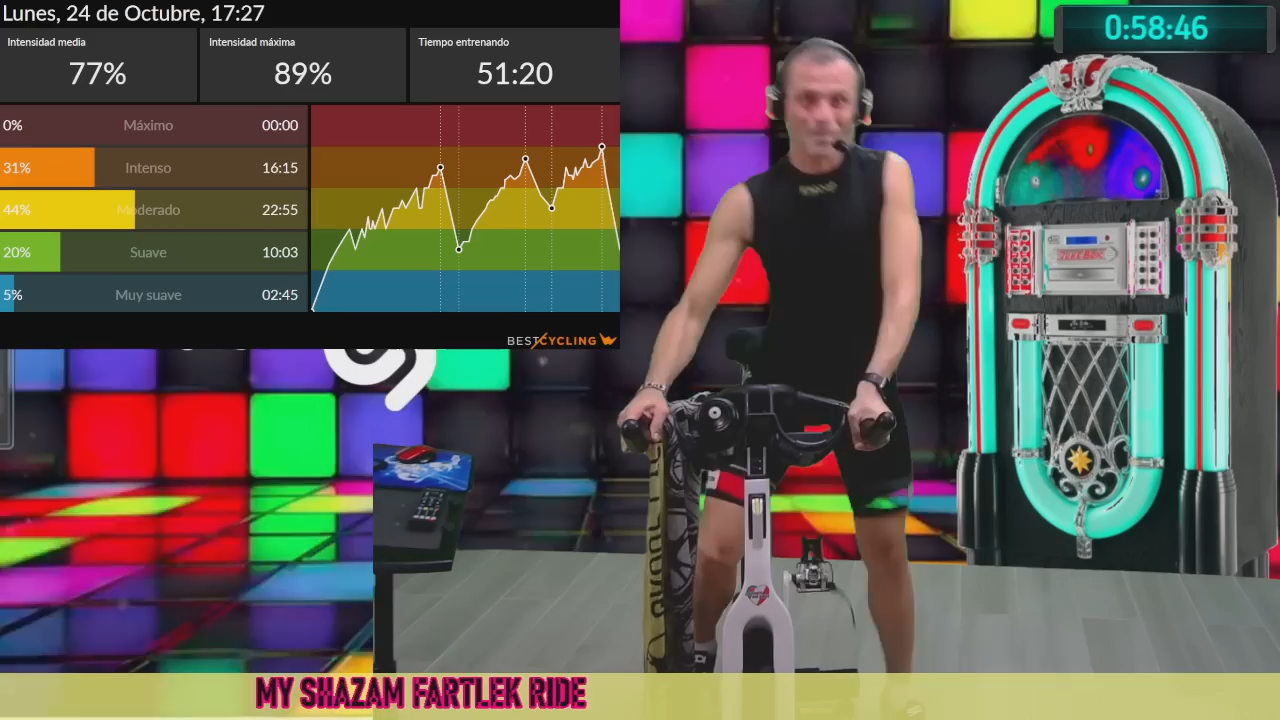 Lunes, 24 de Octubre, 17:27
Intensidad media
77%
Intensidad máxima
89%
Tiempo entrenando
51:20
0% Máximo 00:00
31% Intenso 16:15
44% Moderado 22:55
20% Suave 10:03
5% Muy suave 02:45
BESTCYCLING
0:58:46
MY SHAZAM FARTLEK RIDE